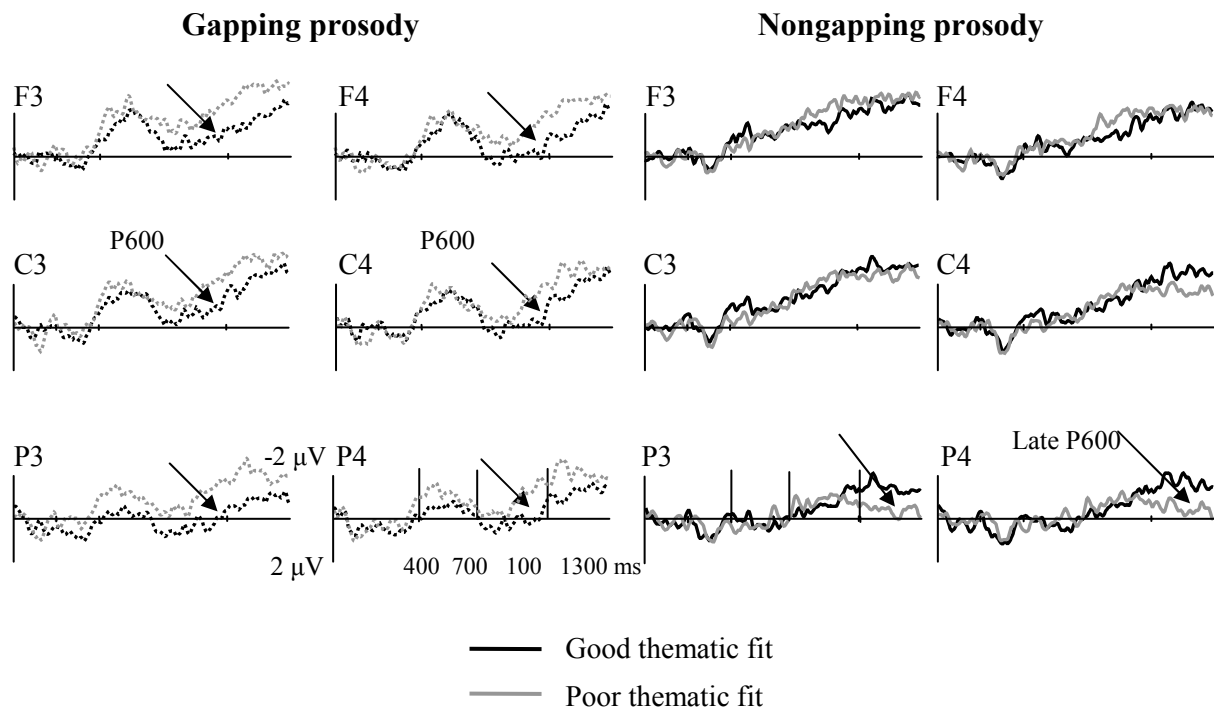 Gapping prosody
Nongapping prosody
F3
F4
F3
F4
P600
P600
C3
C4
C3
C4
P3
-2 μV
P4
P3
Late P600
P4
2 μV
400 700 100 1300 ms
Good thematic fit
Poor thematic fit